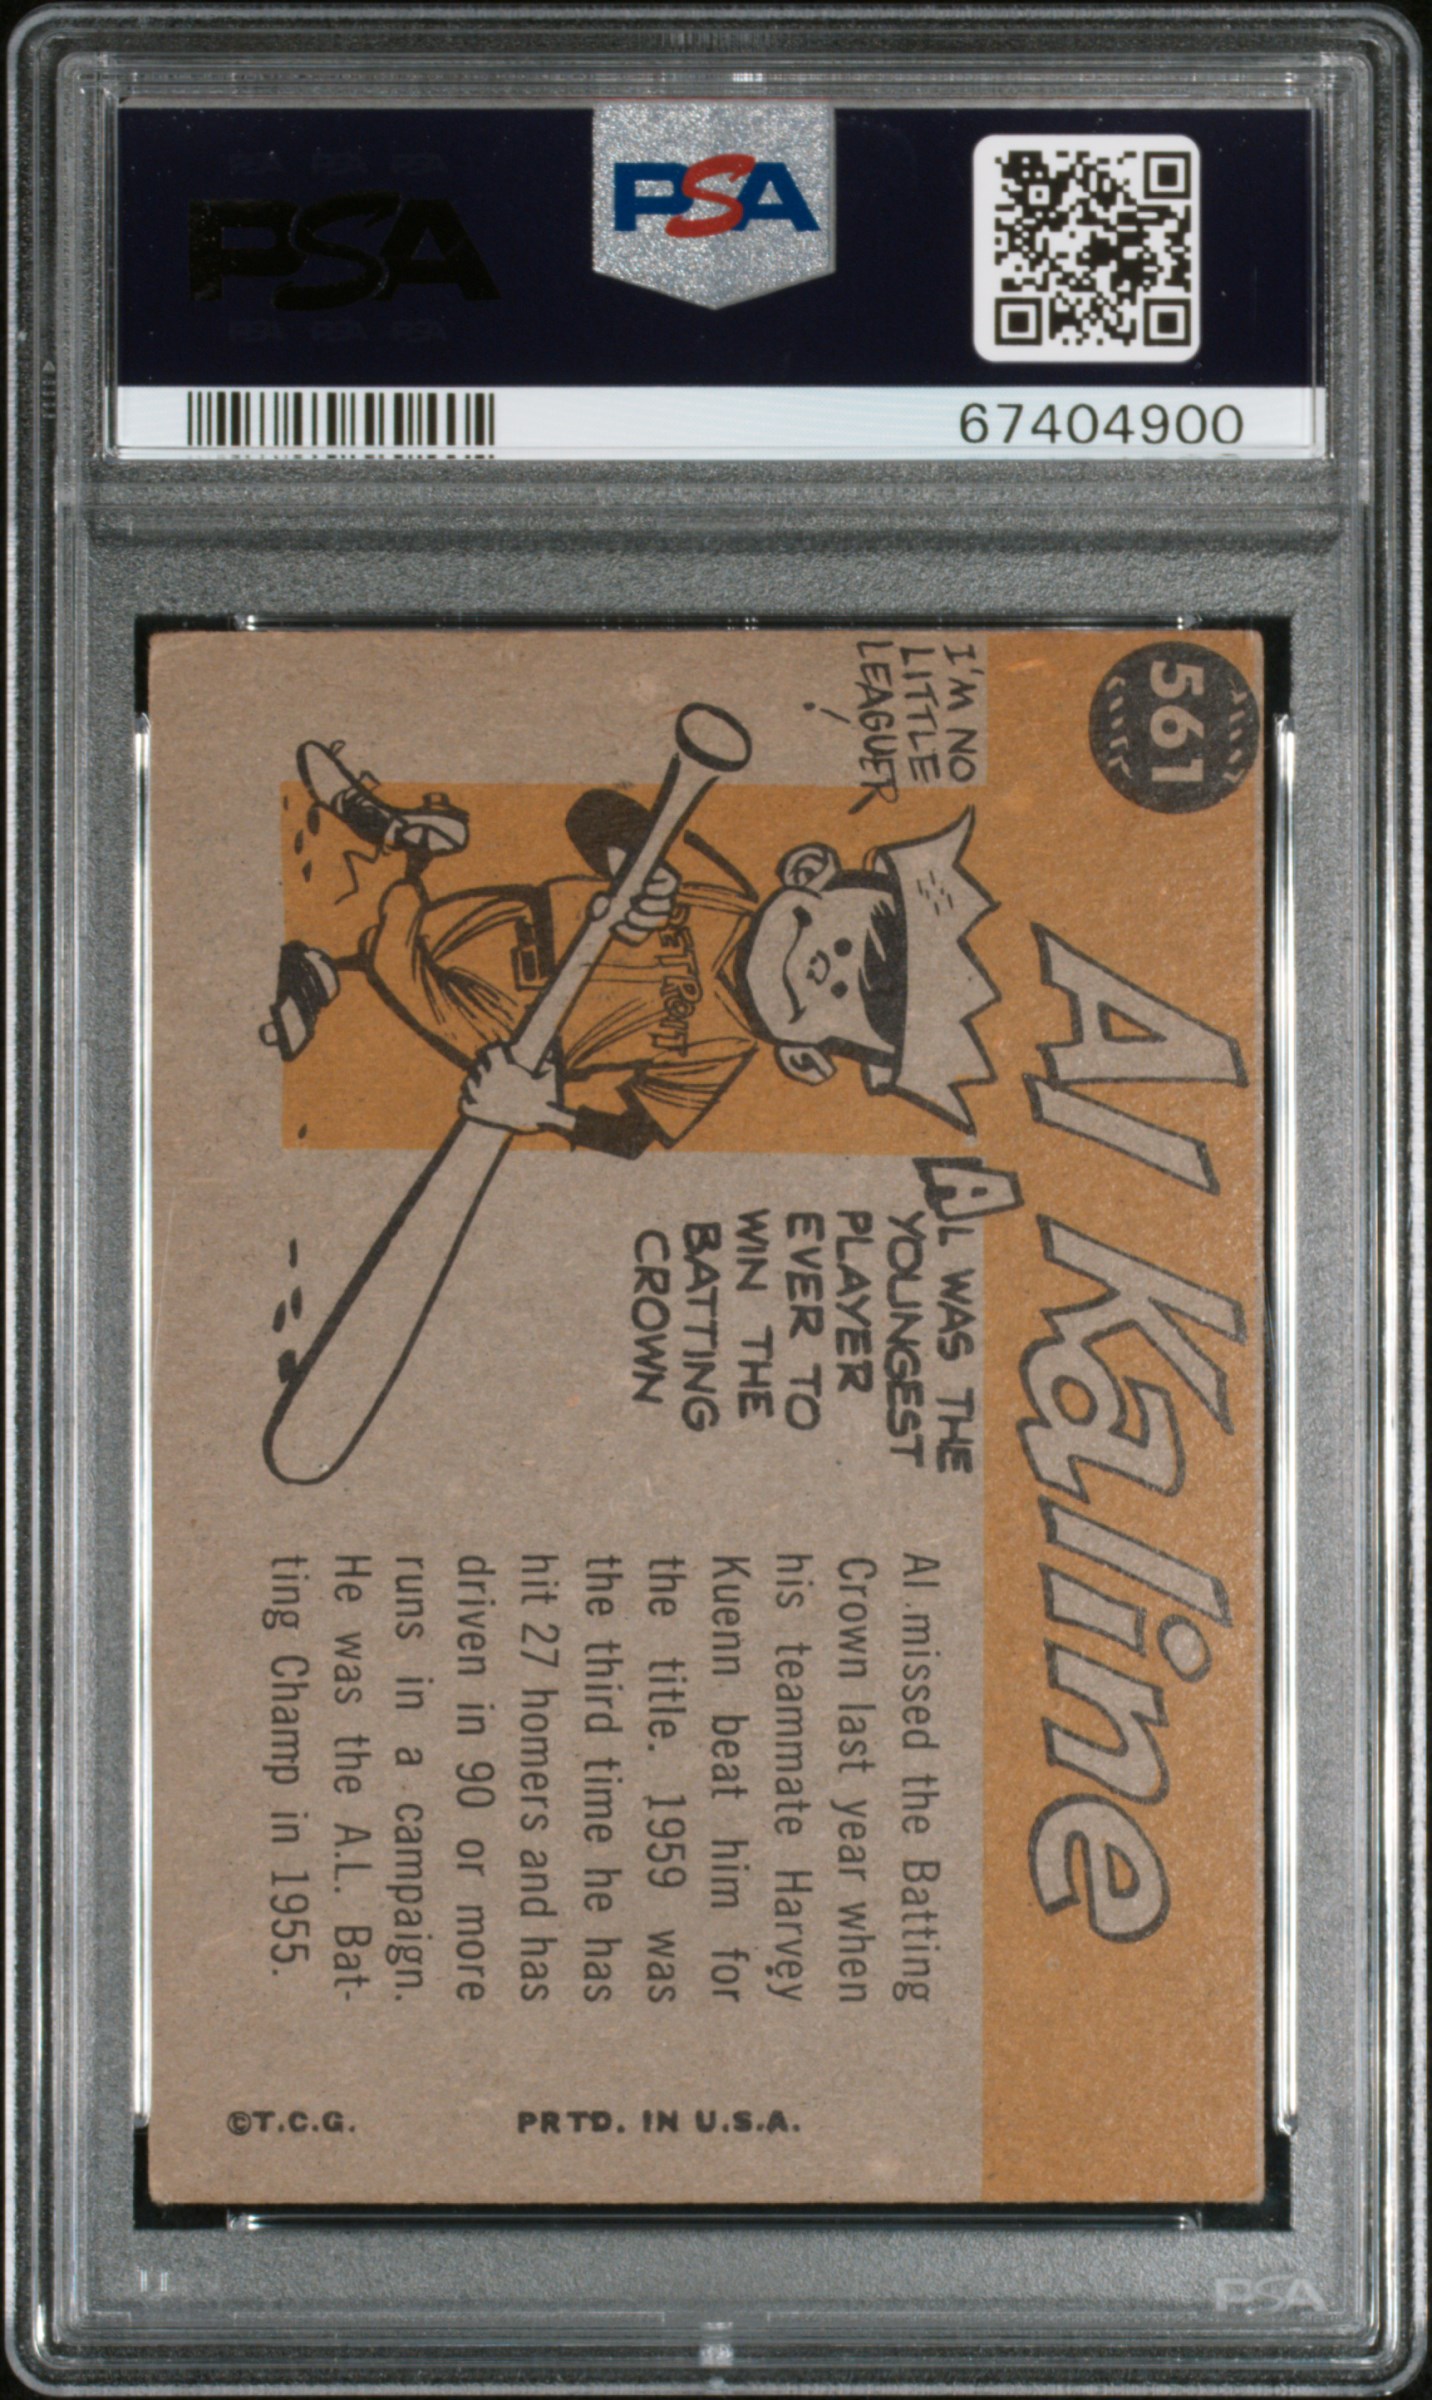 PSA
PSA
67404900
561
Al Kaline
I'M NO
LITTLE
LEAGUER
!
DETROIT
AL WAS THE
YOUNGEST
PLAYER
EVER TO
WIN THE
BATTING
CROWN
Al missed the Batting
Crown last year when
his teammate Harvey
Kuenn beat him for
the title. 1959 was
the third time he has
hit 27 homers and has
driven in 90 or more
runs in a campaign.
He was the A.L. Bat-
ting Champ in 1955.
©T.C.G.
PRTD. IN U.S.A.
PSA